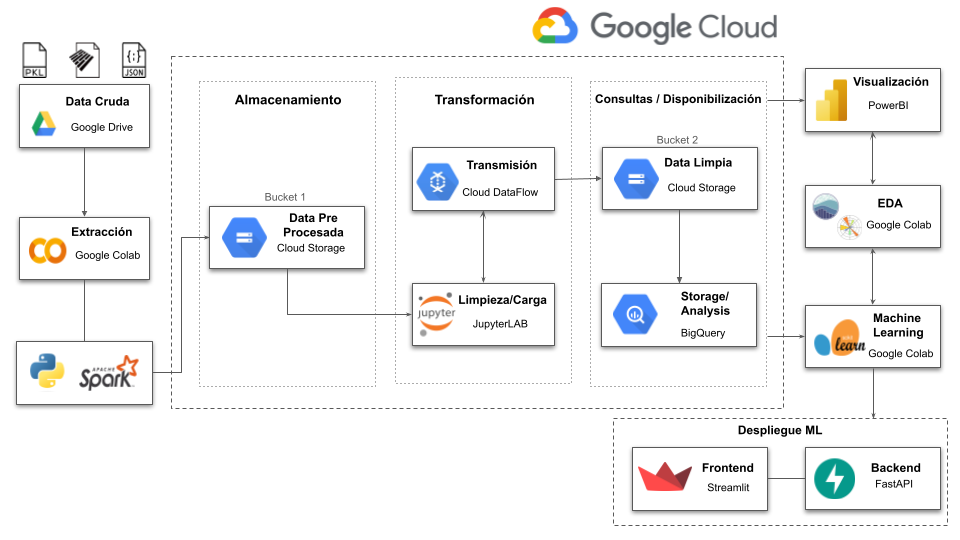 Google Cloud
PKL
JSON
Data Cruda
Google Drive
Extracción
Google Colab
APACHE
Spark
Almacenamiento
Bucket 1
Data Pre
Procesada
Cloud Storage
Transformación
Transmisión
Cloud DataFlow
jupyter
Limpieza/Carga
JupyterLAB
Consultas / Disponibilización
Bucket 2
Data Limpia
Cloud Storage
Storage/
Analysis
BigQuery
Visualización
PowerBI
EDA
Google Colab
learn
Machine
Learning
Google Colab
Despliegue ML
Frontend
Streamlit
Backend
FastAPI